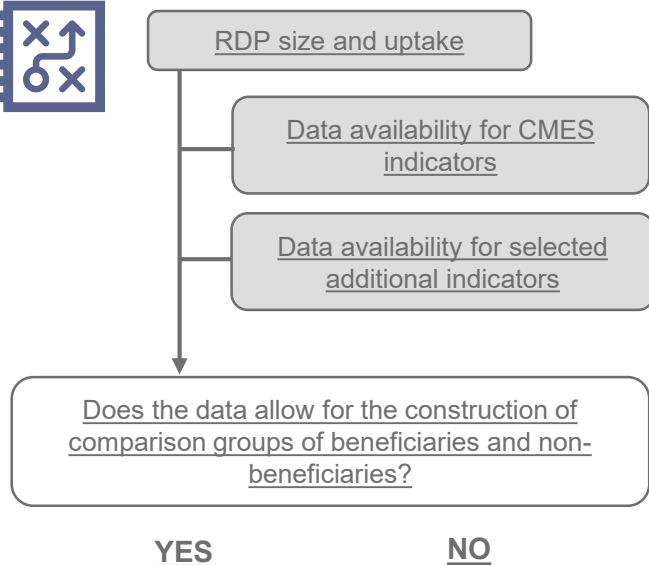 RDP size and uptake
Data availability for CMES
indicators
Data availability for selected
additional indicators
Does the data allow for the construction of
comparison groups of beneficiaries and non-
beneficiaries?
YES
NO